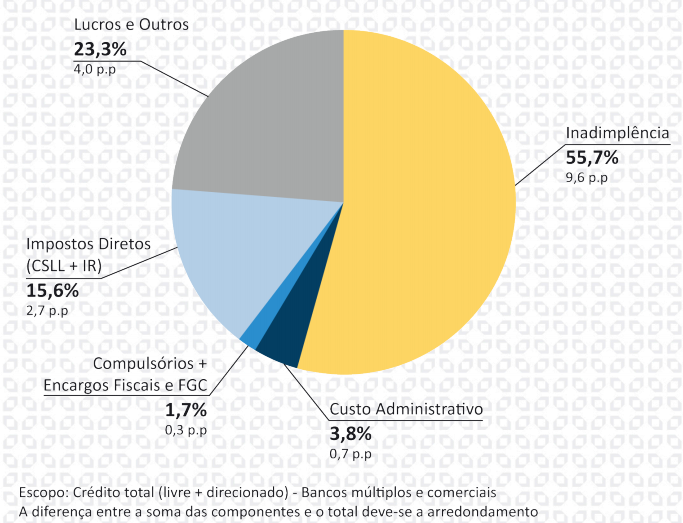 Lucros e Outros
23,3%
4,0 p.p
Inadimplência
55,7%
9,6 p.p
Impostos Diretos
(CSLL + IR)
15,6%
2,7 p.p
Compulsórios +
Encargos Fiscais e FGC
1,7%
0,3 p.p
Custo Administrativo
3,8%
0,7 p.p
Escopo: Crédito total (livre + direcionado) - Bancos múltiplos e comerciais
A diferença entre a soma das componentes e o total deve-se a arredondamento